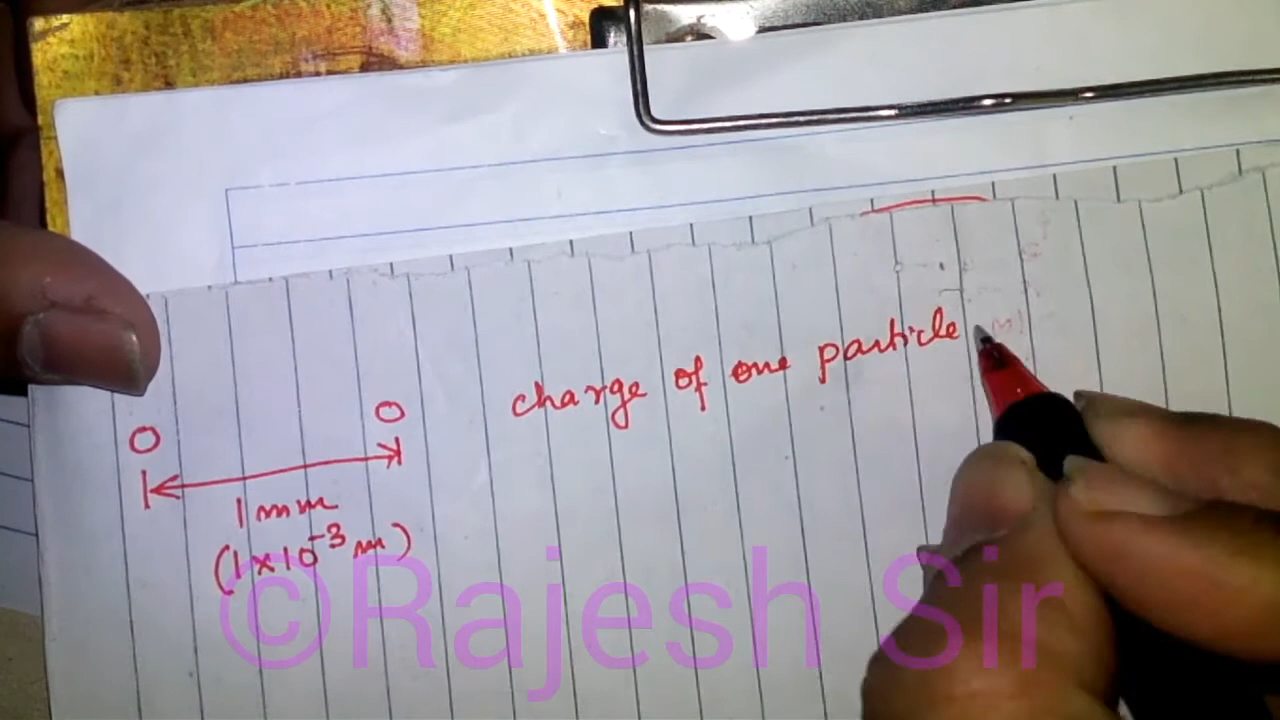 charge of one particle
O O
1mm
(1×10⁻³ m)
©Rajesh Sir